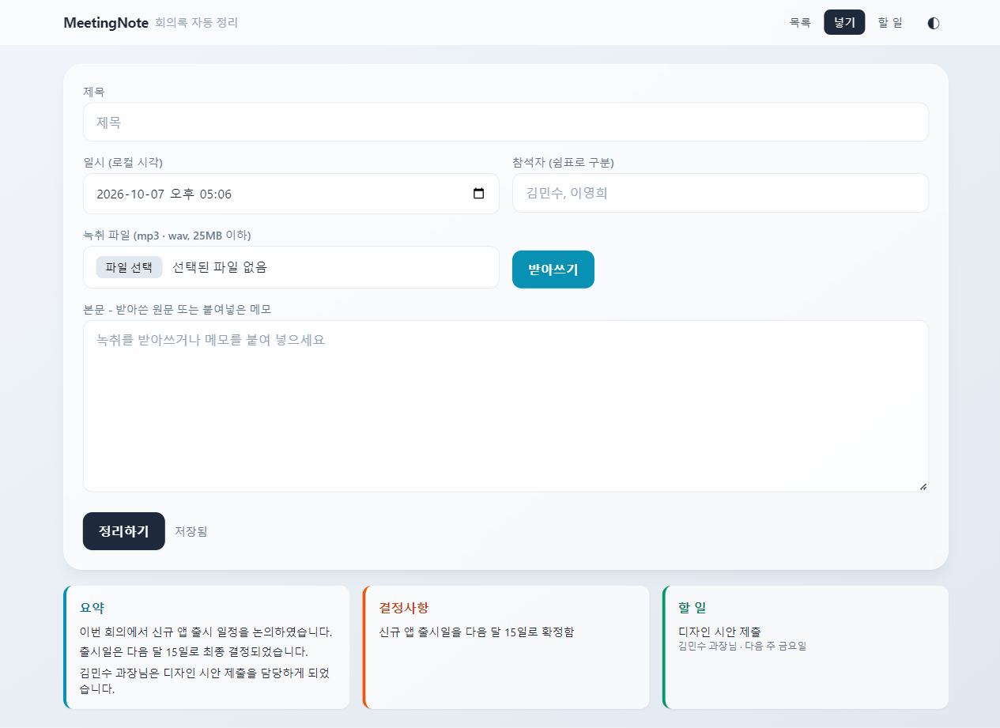 MeetingNote 회의록 자동 정리
목록 넣기 할 일
제목
제목
일시 (로컬 시각) 참석자 (쉼표로 구분)
2026-10-07 오후 05:06 김민수, 이영희
녹취 파일 (mp3 · wav, 25MB 이하)
파일 선택 선택된 파일 없음 받아쓰기
본문 - 받아쓴 원문 또는 붙여넣은 메모
녹취를 받아쓰거나 메모를 붙여 넣으세요
정리하기 저장됨
요약
이번 회의에서 신규 앱 출시 일정을 논의하였습니다.
출시일은 다음 달 15일로 최종 결정되었습니다.
김민수 과장님은 디자인 시안 제출을 담당하게 되었
습니다.
결정사항
신규 앱 출시일을 다음 달 15일로 확정함
할 일
디자인 시안 제출
김민수 과장님 · 다음 주 금요일